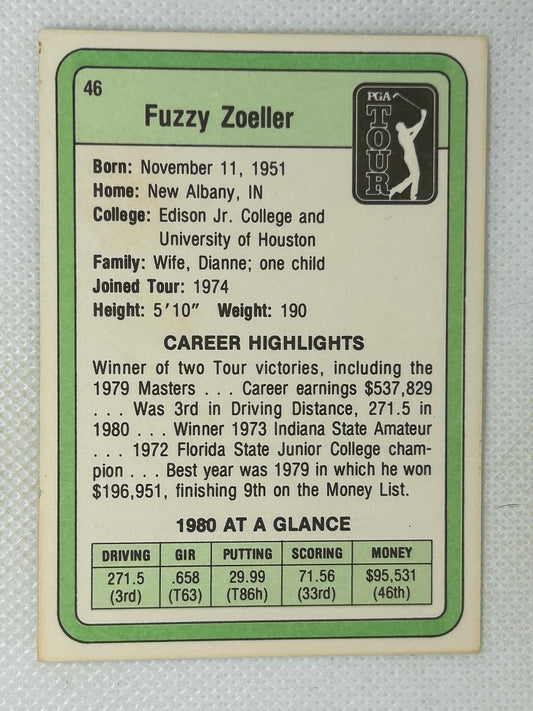 46
Fuzzy Zoeller
PGA
TOUR
Born: November 11, 1951
Home: New Albany, IN
College: Edison Jr. College and
University of Houston
Family: Wife, Dianne; one child
Joined Tour: 1974
Height: 5'10" Weight: 190
CAREER HIGHLIGHTS
Winner of two Tour victories, including the
1979 Masters . . . Career earnings $537,829
. . . Was 3rd in Driving Distance, 271.5 in
1980 . . . Winner 1973 Indiana State Amateur
. . . 1972 Florida State Junior College cham-
pion . . . Best year was 1979 in which he won
$196,951, finishing 9th on the Money List.
1980 AT A GLANCE
DRIVING GIR PUTTING SCORING MONEY
271.5 .658 29.99 71.56 $95,531
(3rd) (T63) (T86h) (33rd) (46th)